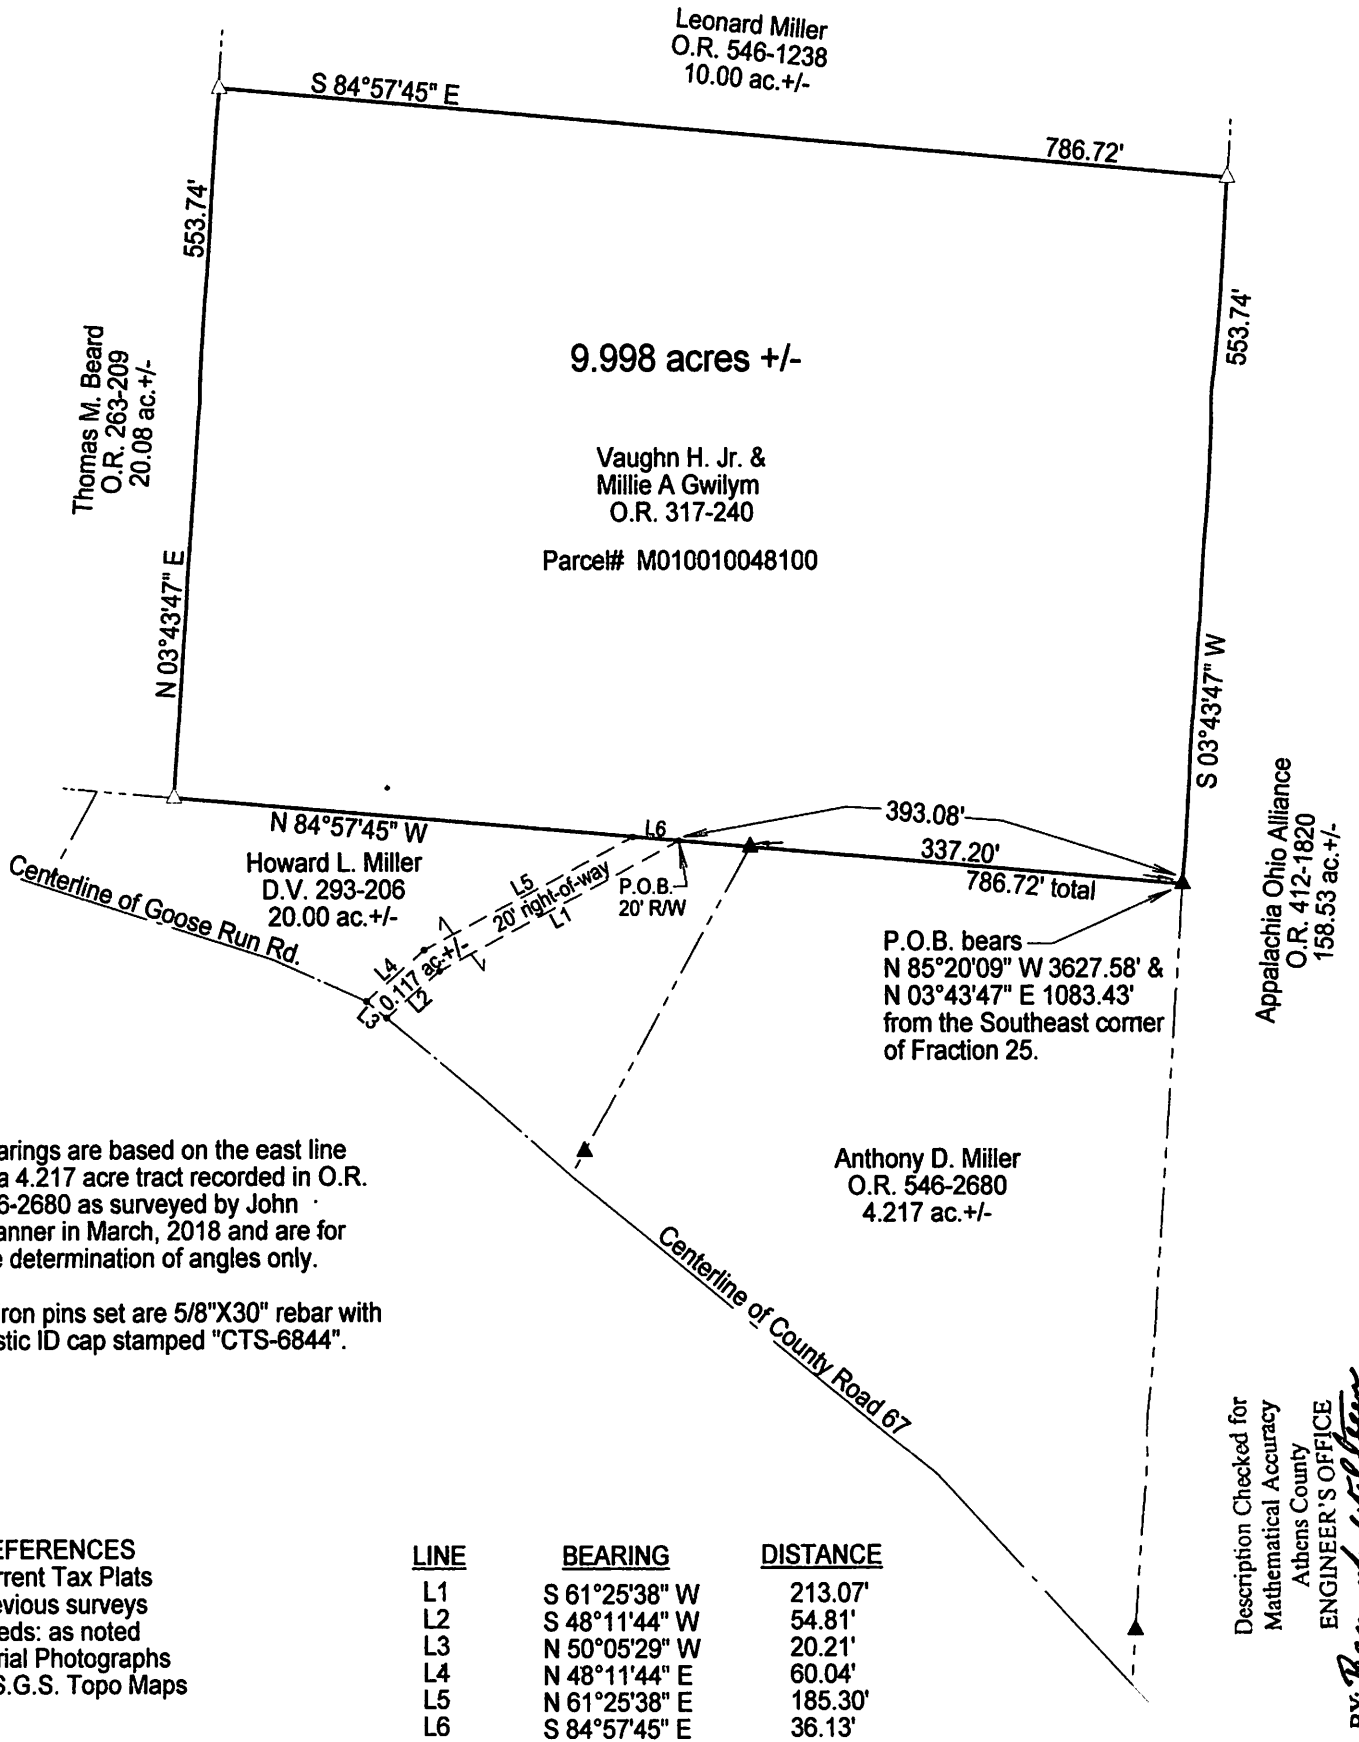 Leonard Miller
O.R. 546-1238
10.00 ac.+/-
S 84°57'45" E
786.72'
553.74'
553.74'
Thomas M. Beard
O.R. 263-209
20.08 ac.+/-
9.998 acres +/-
Vaughn H. Jr. &
Millie A Gwilym
O.R. 317-240
Parcel# M010010048100
N 03°43'47" E
S 03°43'47" W
N 84°57'45" W
L6
393.08'
337.20'
786.72' total
Howard L. Miller
D.V. 293-206
20.00 ac.+/-
Centerline of Goose Run Rd.
L5
20' right-of-way
L1
P.O.B.
20' R/W
L4
0.117 ac.+/-
L2
L3
P.O.B. bears
N 85°20'09" W 3627.58' &
N 03°43'47" E 1083.43'
from the Southeast corner
of Fraction 25.
Appalachia Ohio Alliance
O.R. 412-1820
158.53 ac.+/-
arings are based on the east line
a 4.217 acre tract recorded in O.R.
6-2680 as surveyed by John
anner in March, 2018 and are for
e determination of angles only.
ron pins set are 5/8"X30" rebar with
stic ID cap stamped "CTS-6844".
Anthony D. Miller
O.R. 546-2680
4.217 ac.+/-
Centerline of County Road 67
EFERENCES
rrent Tax Plats
evious surveys
eds: as noted
rial Photographs
S.G.S. Topo Maps
LINE BEARING DISTANCE
L1 S 61°25'38" W 213.07'
L2 S 48°11'44" W 54.81'
L3 N 50°05'29" W 20.21'
L4 N 48°11'44" E 60.04'
L5 N 61°25'38" E 185.30'
L6 S 84°57'45" E 36.13'
Description Checked for
Mathematical Accuracy
Athens County
ENGINEER'S OFFICE
BY: